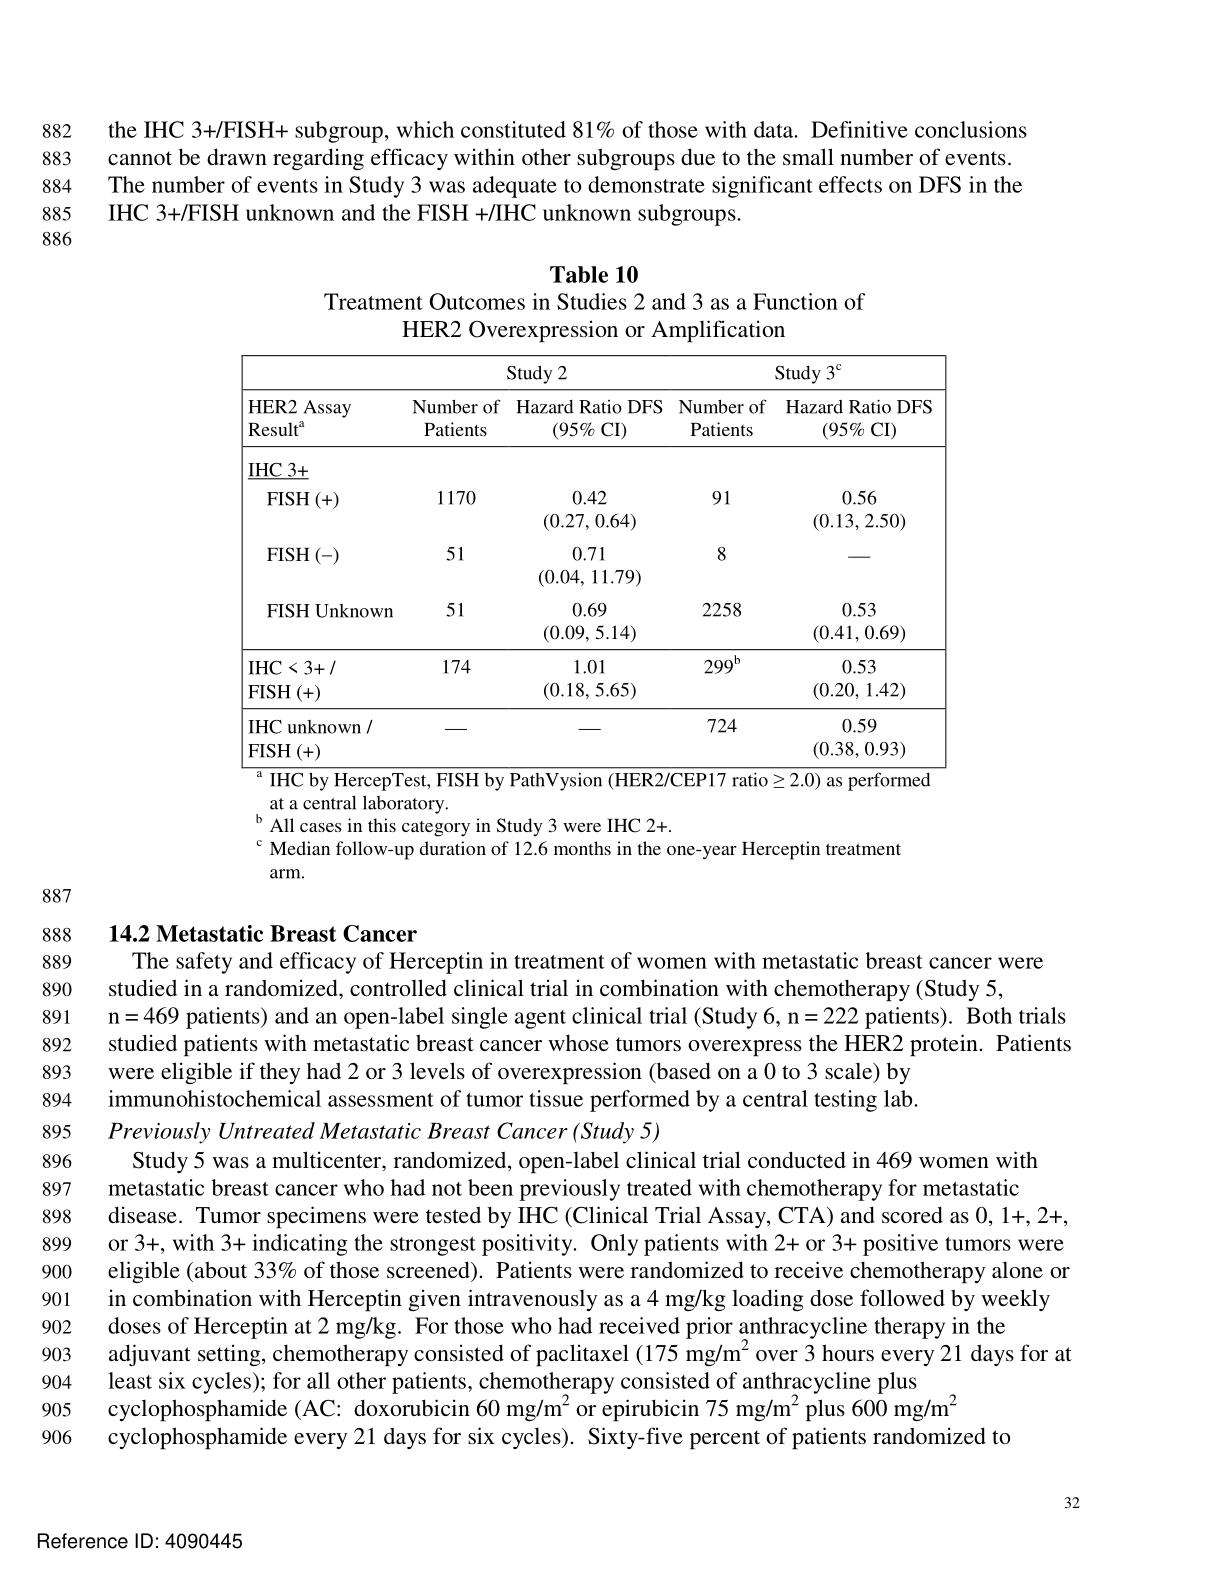 882 the IHC 3+/FISH+ subgroup, which constituted 81% of those with data.  Definitive conclusions
883 cannot be drawn regarding efficacy within other subgroups due to the small number of events.
884 The number of events in Study 3 was adequate to demonstrate significant effects on DFS in the
885 IHC 3+/FISH unknown and the FISH +/IHC unknown subgroups.
886
Table 10
Treatment Outcomes in Studies 2 and 3 as a Function of
HER2 Overexpression or Amplification
Study 2 Study 3c
HER2 Assay Number of Hazard Ratio DFS Number of Hazard Ratio DFS
Resulta Patients (95% CI) Patients (95% CI)
IHC 3+
FISH (+) 1170 0.42 91 0.56
(0.27, 0.64) (0.13, 2.50)
FISH (–) 51 0.71 8 —
(0.04, 11.79)
FISH Unknown 51 0.69 2258 0.53
(0.09, 5.14) (0.41, 0.69)
IHC < 3+ / 174 1.01 299b 0.53
FISH (+) (0.18, 5.65) (0.20, 1.42)
IHC unknown / — — 724 0.59
FISH (+) (0.38, 0.93)
a IHC by HercepTest, FISH by PathVysion (HER2/CEP17 ratio ≥ 2.0) as performed
at a central laboratory.
b All cases in this category in Study 3 were IHC 2+.
c Median follow-up duration of 12.6 months in the one-year Herceptin treatment
arm.
887
888 14.2 Metastatic Breast Cancer
889 The safety and efficacy of Herceptin in treatment of women with metastatic breast cancer were
890 studied in a randomized, controlled clinical trial in combination with chemotherapy (Study 5,
891 n = 469 patients) and an open-label single agent clinical trial (Study 6, n = 222 patients).  Both trials
892 studied patients with metastatic breast cancer whose tumors overexpress the HER2 protein.  Patients
893 were eligible if they had 2 or 3 levels of overexpression (based on a 0 to 3 scale) by
894 immunohistochemical assessment of tumor tissue performed by a central testing lab.
895 Previously Untreated Metastatic Breast Cancer (Study 5)
896 Study 5 was a multicenter, randomized, open-label clinical trial conducted in 469 women with
897 metastatic breast cancer who had not been previously treated with chemotherapy for metastatic
898 disease.  Tumor specimens were tested by IHC (Clinical Trial Assay, CTA) and scored as 0, 1+, 2+,
899 or 3+, with 3+ indicating the strongest positivity.  Only patients with 2+ or 3+ positive tumors were
900 eligible (about 33% of those screened).  Patients were randomized to receive chemotherapy alone or
901 in combination with Herceptin given intravenously as a 4 mg/kg loading dose followed by weekly
902 doses of Herceptin at 2 mg/kg.  For those who had received prior anthracycline therapy in the
903 adjuvant setting, chemotherapy consisted of paclitaxel (175 mg/m2 over 3 hours every 21 days for at
904 least six cycles); for all other patients, chemotherapy consisted of anthracycline plus
905 cyclophosphamide (AC:  doxorubicin 60 mg/m2 or epirubicin 75 mg/m2 plus 600 mg/m2
906 cyclophosphamide every 21 days for six cycles).  Sixty-five percent of patients randomized to
32
Reference ID: 4090445